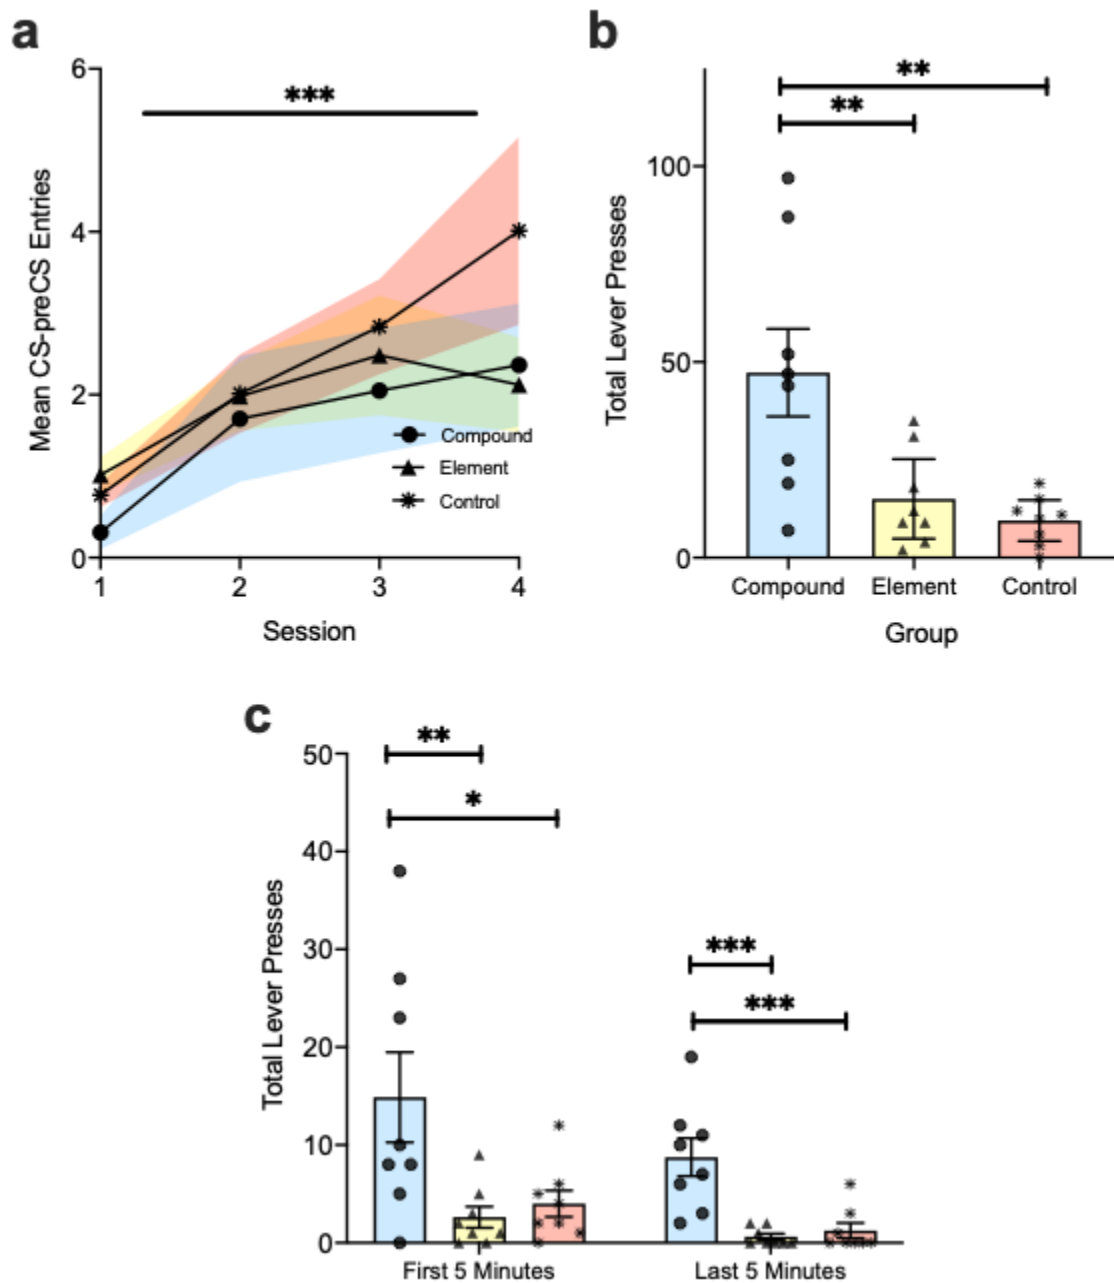 a
Mean CS-preCS Entries
6
4
2
0
***
Compound
Element
Control
1 2 3 4
Session
b
Total Lever Presses
100
50
0
**
**
Compound Element Control
Group
c
Total Lever Presses
50
40
30
20
10
0
**
*
***
***
First 5 Minutes Last 5 Minutes